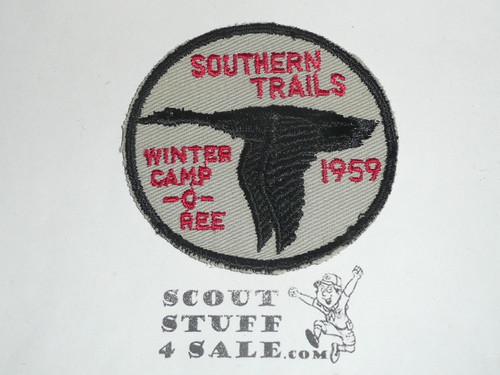 SOUTHERN
TRAILS
WINTER
CAMP
-O-
REE
1959
SCOUT
STUFF
4 SALE.COM